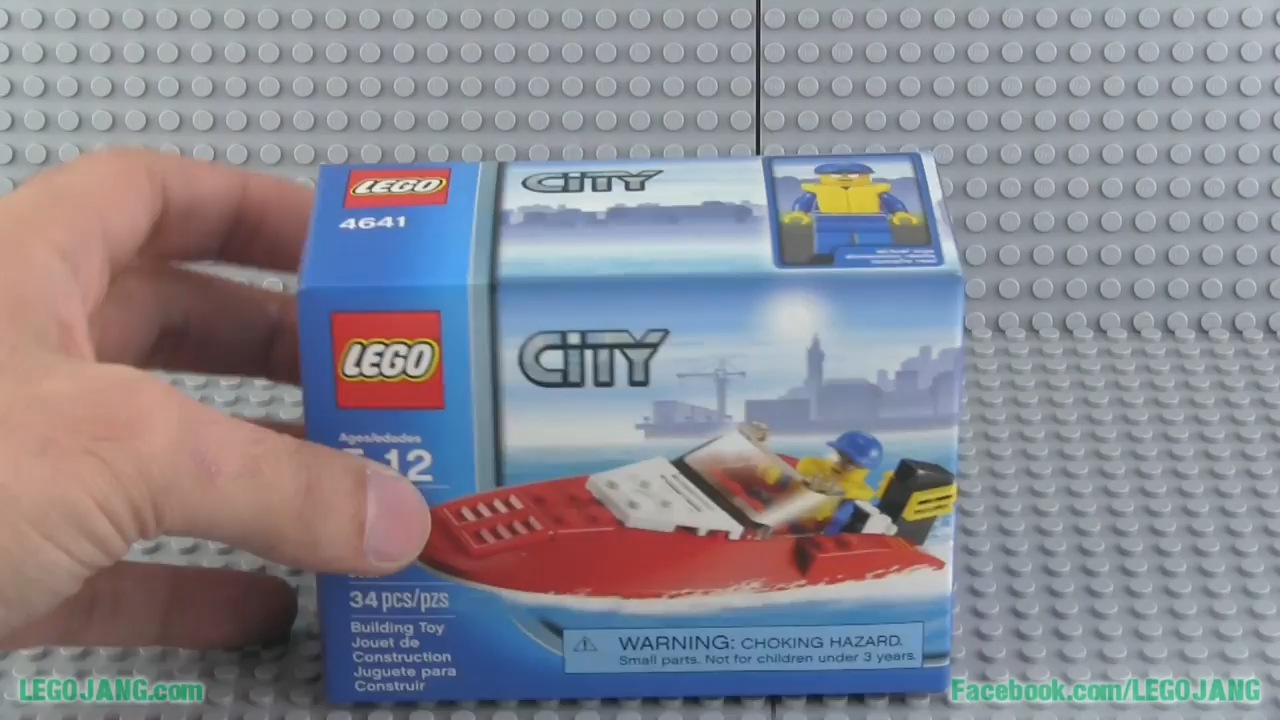 LEGO
4641
CITY
LEGO
CITY
Ages/edades
12
34 pcs/pzs
Building Toy
Jouet de
Construction
Juguete para
Construir
WARNING: CHOKING HAZARD.
Small parts. Not for children under 3 years.
LEGOJANG.com
Facebook.com/LEGOJANG